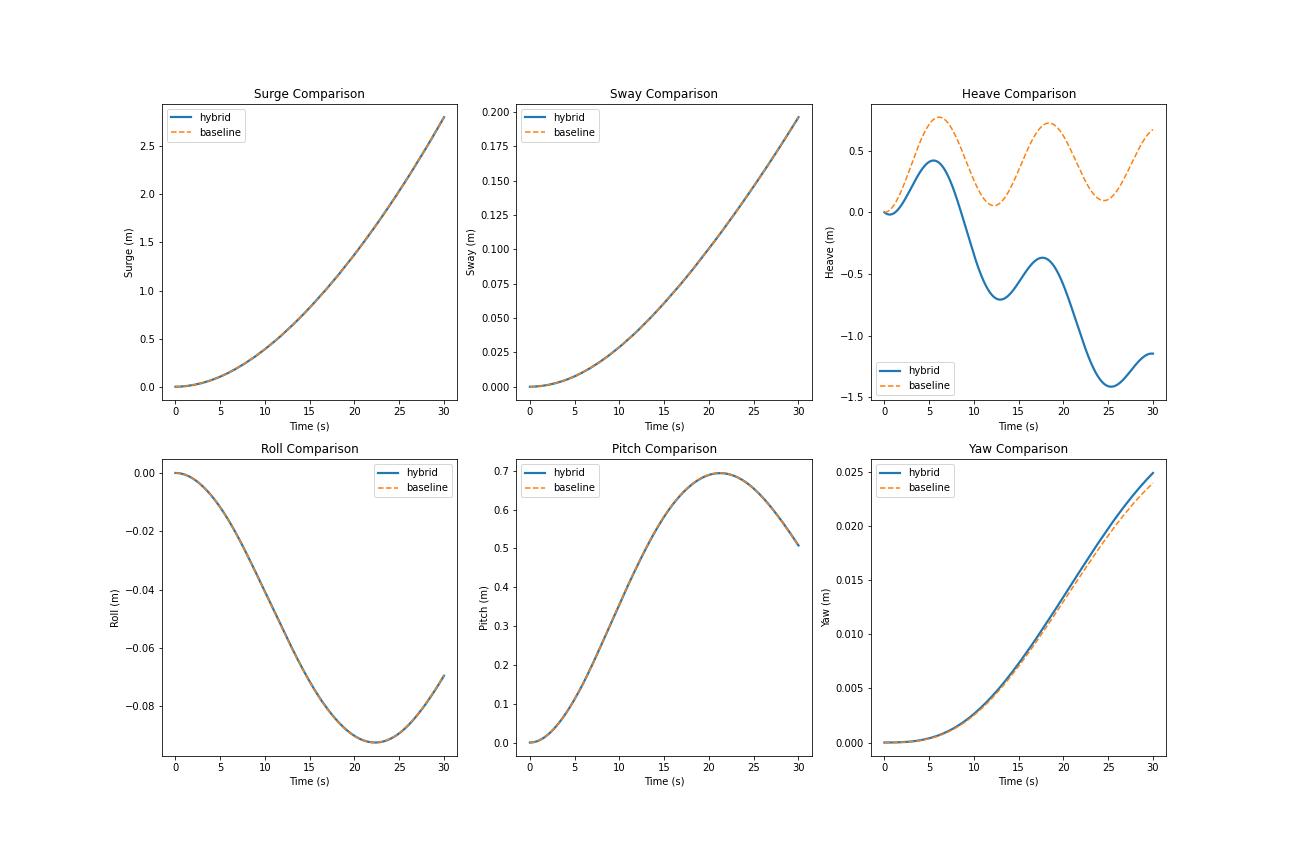 Surge Comparison
hybrid
baseline
Surge (m)
2.5
2.0
1.5
1.0
0.5
0.0
0 5 10 15 20 25 30
Time (s)
Sway Comparison
hybrid
baseline
Sway (m)
0.200
0.175
0.150
0.125
0.100
0.075
0.050
0.025
0.000
0 5 10 15 20 25 30
Time (s)
Heave Comparison
Heave (m)
0.5
0.0
−0.5
−1.0
−1.5
hybrid
baseline
0 5 10 15 20 25 30
Time (s)
Roll Comparison
hybrid
baseline
Roll (m)
0.00
−0.02
−0.04
−0.06
−0.08
0 5 10 15 20 25 30
Time (s)
Pitch Comparison
hybrid
baseline
Pitch (m)
0.7
0.6
0.5
0.4
0.3
0.2
0.1
0.0
0 5 10 15 20 25 30
Time (s)
Yaw Comparison
hybrid
baseline
Yaw (m)
0.025
0.020
0.015
0.010
0.005
0.000
0 5 10 15 20 25 30
Time (s)